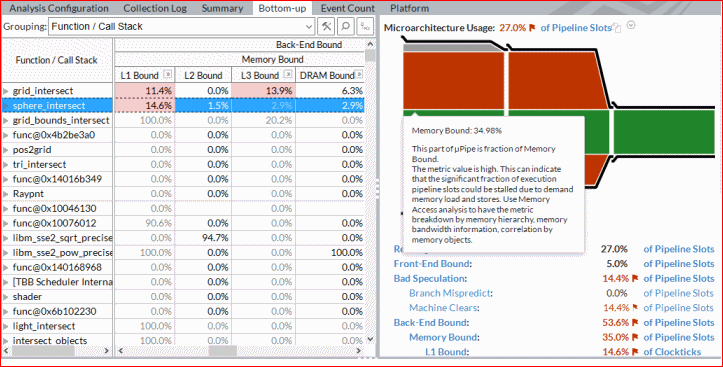 Analysis Configuration Collection Log Summary Bottom-up Event Count Platform
Grouping: Function / Call Stack
Function / Call Stack
Back-End Bound
Memory Bound
L1 Bound L2 Bound L3 Bound DRAM Bound
grid_intersect 11.4% 0.0% 13.9% 6.3%
sphere_intersect 14.6% 1.5% 2.9% 2.9%
grid_bounds_intersect 100.0% 0.0% 20.2% 0.0%
func@0x4b2be3a0 0.0% 0.0% 0.0% 0.0%
pos2grid 0.0% 0.0% 0.0% 0.0%
tri_intersect 0.0% 0.0% 0.0% 0.0%
func@0x14016b349 0.0% 0.0% 0.0% 0.0%
Raypnt 0.0% 0.0% 0.0% 0.0%
func@0x10046130 0.0% 0.0%
func@0x10076012 90.6% 0.0% 0.0% 0.0%
libm_sse2_sqrt_precise 0.0% 94.7% 0.0% 0.0%
libm_sse2_pow_precise 100.0% 0.0% 0.0% 100.0%
func@0x140168968 0.0% 0.0% 0.0% 0.0%
[TBB Scheduler Interna 0.0% 0.0% 0.0% 0.0%
shader 0.0% 0.0% 0.0% 0.0%
func@0x6b102230 0.0% 0.0% 0.0% 0.0%
light_intersect 100.0% 0.0% 0.0% 0.0%
intersect_objects 100.0% 0.0% 0.0% 0.0%
Microarchitecture Usage: 27.0% of Pipeline Slots
Memory Bound: 34.98%
This part of µPipe is fraction of Memory
Bound.
The metric value is high. This can indicate
that the significant fraction of execution
pipeline slots could be stalled due to demand
memory load and stores. Use Memory
Access analysis to have the metric
breakdown by memory hierarchy, memory
bandwidth information, correlation by
memory objects.
27.0% of Pipeline Slots
Front-End Bound: 5.0% of Pipeline Slots
Bad Speculation: 14.4% of Pipeline Slots
Branch Mispredict: 0.0% of Pipeline Slots
Machine Clears: 14.4% of Pipeline Slots
Back-End Bound: 53.6% of Pipeline Slots
Memory Bound: 35.0% of Pipeline Slots
L1 Bound: 14.6% of Clockticks